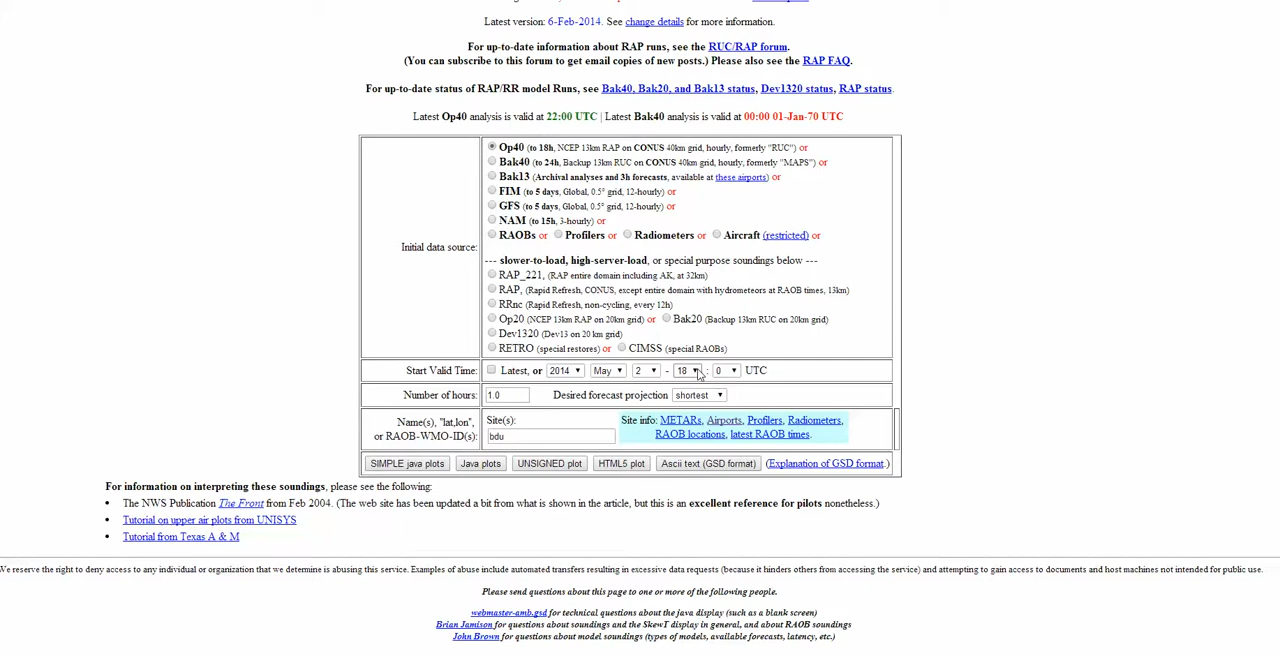 Latest version: 6-Feb-2014. See change details for more information.
For up-to-date information about RAP runs, see the RUC/RAP forum.
(You can subscribe to this forum to get email copies of new posts.) Please also see the RAP FAQ.
For up-to-date status of RAP/RR model Runs, see Bak40, Bak20, and Bak13 status, Dev1320 status, RAP status.
Latest Op40 analysis is valid at 22:00 UTC | Latest Bak40 analysis is valid at 00:00 01-Jan-70 UTC
Initial data source:
Op40 (to 18h, NCEP 13km RAP on CONUS 40km grid, hourly, formerly "RUC") or
Bak40 (to 24h, Backup 13km RUC on CONUS 40km grid, hourly, formerly "MAPS") or
Bak13 (Archival analyses and 3h forecasts, available at these airports) or
FIM (to 5 days, Global, 0.5° grid, 12-hourly) or
GFS (to 5 days, Global, 0.5° grid, 12-hourly) or
NAM (to 15h, 3-hourly) or
RAOBs or Profilers or Radiometers or Aircraft (restricted) or
--- slower-to-load, high-server-load, or special purpose soundings below ---
RAP_221, (RAP entire domain including AK, at 32km)
RAP, (Rapid Refresh, CONUS, except entire domain with hydrometeors at RAOB times, 13km)
RRnc (Rapid Refresh, non-cycling, every 12h)
Op20 (NCEP 13km RAP on 20km grid) or Bak20 (Backup 13km RUC on 20km grid)
Dev1320 (Dev13 on 20 km grid)
RETRO (special restores) or CIMSS (special RAOBs)
Start Valid Time: Latest, or 2014 May 2 - 18 : 0 UTC
Number of hours: 1.0 Desired forecast projection shortest
Name(s), "lat,lon",
or RAOB-WMO-ID(s):
Site(s):
bdu
Site info: METARs, Airports, Profilers, Radiometers,
RAOB locations, latest RAOB times.
SIMPLE java plots Java plots UNSIGNED plot HTML5 plot Ascii text (GSD format) (Explanation of GSD format.)
For information on interpreting these soundings, please see the following:
• The NWS Publication The Front from Feb 2004. (The web site has been updated a bit from what is shown in the article, but this is an excellent reference for pilots nonetheless.)
• Tutorial on upper air plots from UNISYS
• Tutorial from Texas A & M
We reserve the right to deny access to any individual or organization that we determine is abusing this service. Examples of abuse include automated transfers resulting in excessive data requests (because it hinders others from accessing the service) and attempting to gain access to documents and host machines not intended for public use.
Please send questions about this page to one or more of the following people.
webmaster-amb.gsd for technical questions about the java display (such as a blank screen)
Brian Jamison for questions about soundings and the SkewT display in general, and about RAOB soundings
John Brown for questions about model soundings (types of models, available forecasts, latency, etc.)